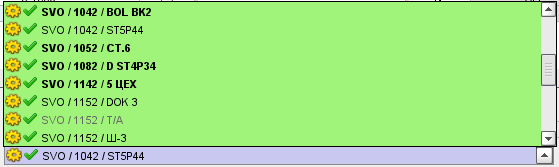 SVO / 1042 / BOL BK2
SVO / 1042 / ST5P44
SVO / 1052 / CT.6
SVO / 1082 / D ST4P34
SVO / 1142 / 5 ЦЕХ
SVO / 1152 / DOK 3
SVO / 1152 / T/A
SVO / 1152 / Ш-3
SVO / 1042 / ST5P44